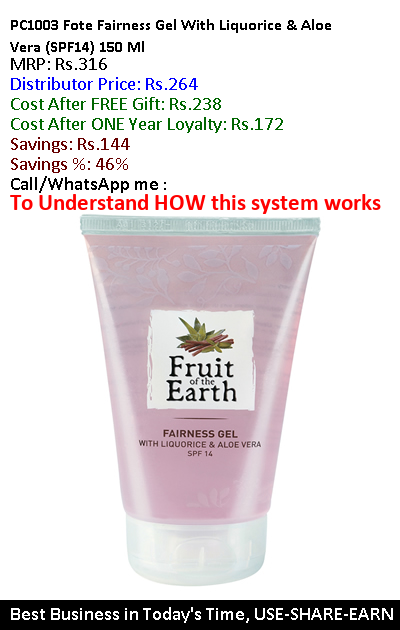 PC1003 Fote Fairness Gel With Liquorice & Aloe
Vera (SPF14) 150 Ml
MRP: Rs.316
Distributor Price: Rs.264
Cost After FREE Gift: Rs.238
Cost After ONE Year Loyalty: Rs.172
Savings: Rs.144
Savings %: 46%
Call/WhatsApp me :
To Understand HOW this system works
Fruit
of the
Earth
FAIRNESS GEL
WITH LIQUORICE & ALOE VERA
SPF 14
Best Business in Today's Time, USE-SHARE-EARN